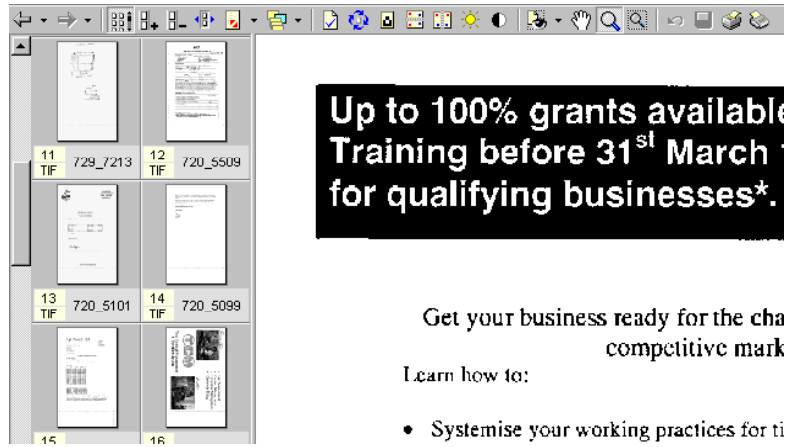 11
TIF
729_7213
12
TIF
720_5509
13
TIF
720_5101
14
TIF
720_5099
15
16
Up to 100% grants available
Training before 31st March
for qualifying businesses*.
Get your business ready for the cha
competitive mark
Learn how to:
• Systemise your working practices for ti